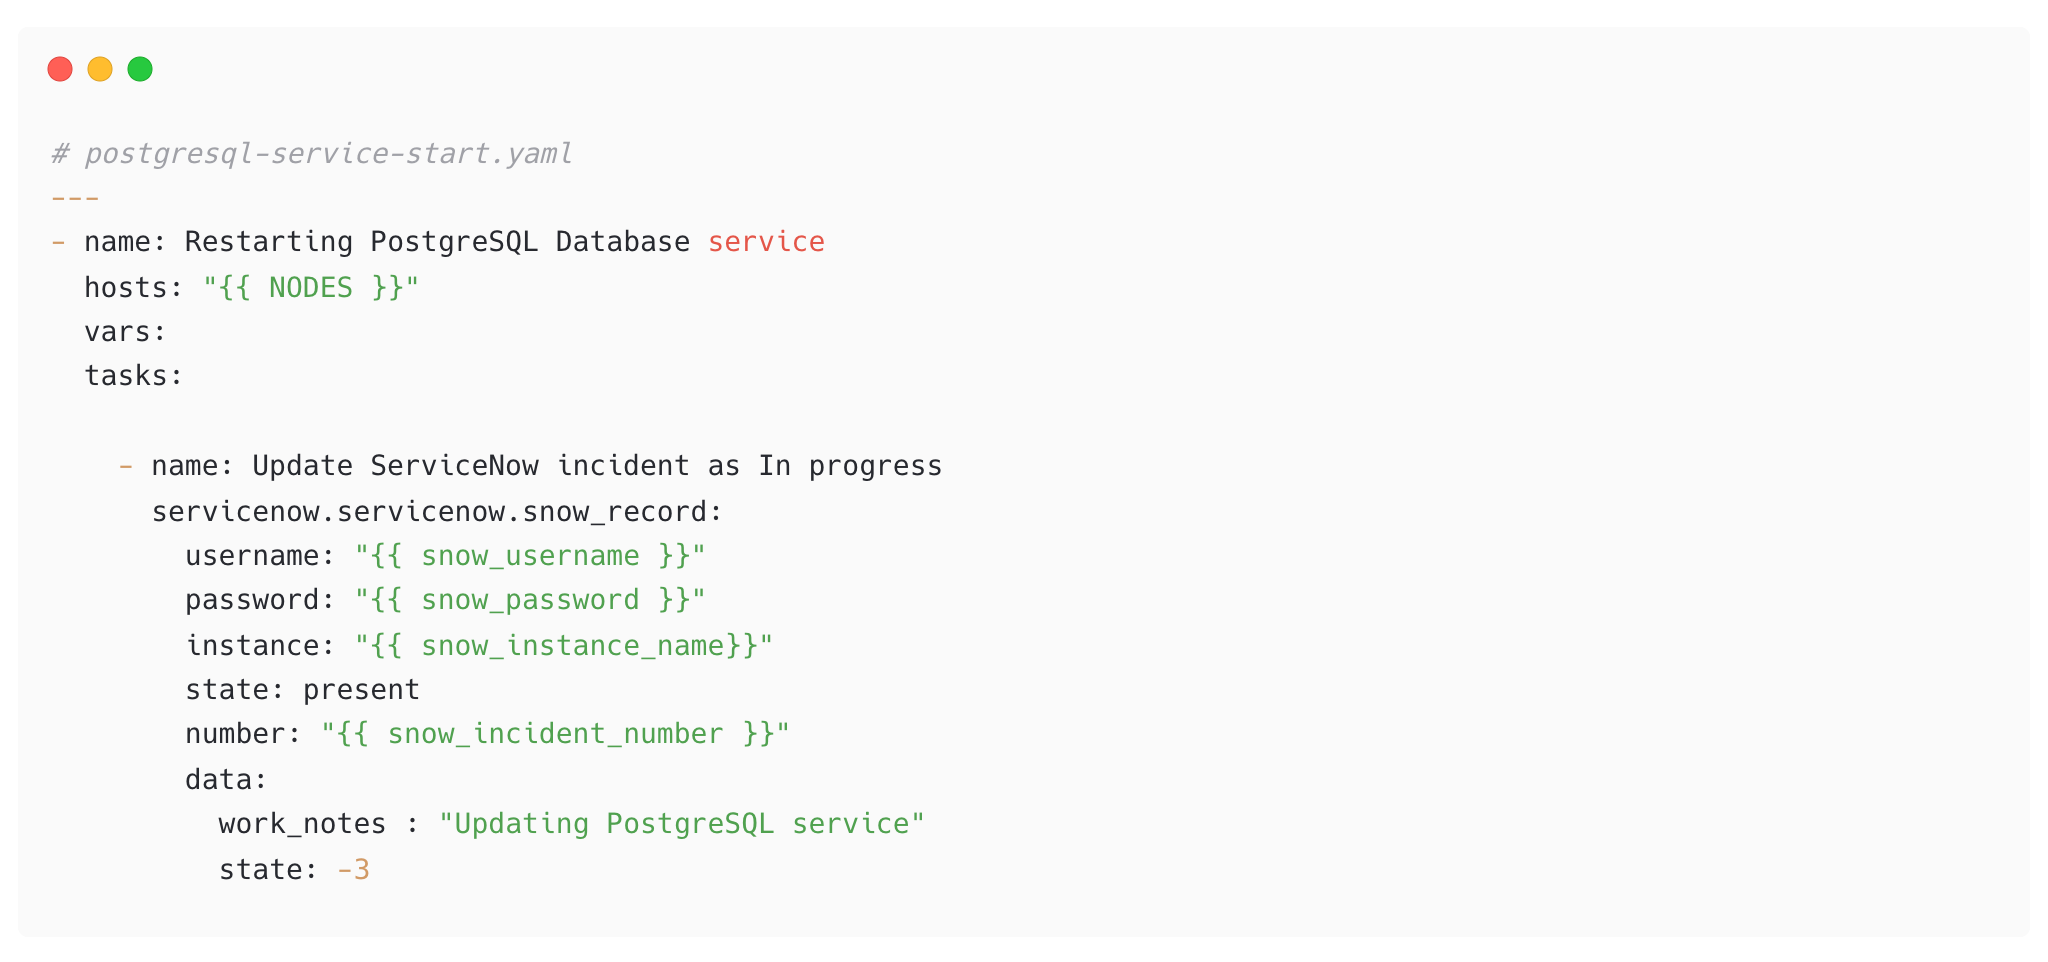 # postgresql-service-start.yaml
---
- name: Restarting PostgreSQL Database service
  hosts: "{{ NODES }}"
  vars:
  tasks:

    - name: Update ServiceNow incident as In progress
      servicenow.servicenow.snow_record:
        username: "{{ snow_username }}"
        password: "{{ snow_password }}"
        instance: "{{ snow_instance_name}}"
        state: present
        number: "{{ snow_incident_number }}"
        data:
          work_notes : "Updating PostgreSQL service"
          state: -3